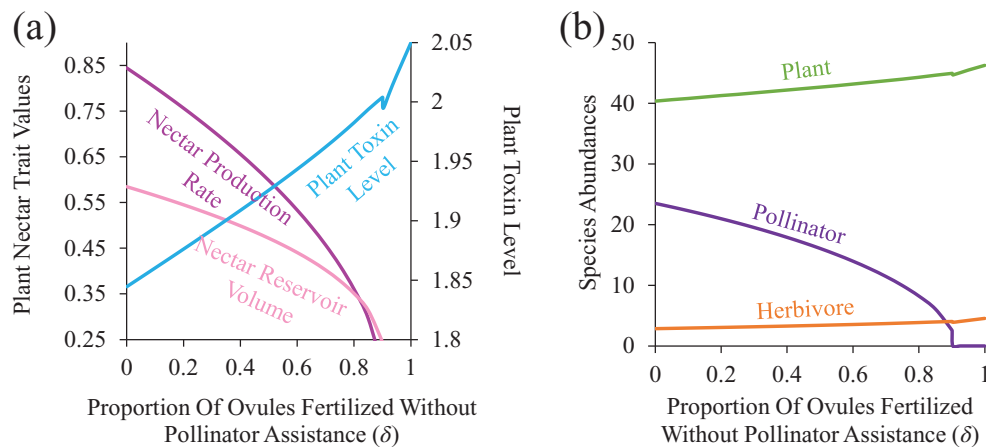 (a)
Plant Nectar Trait Values
0.85
0.75
0.65
0.55
0.45
0.35
0.25
Nectar Production
Rate
Nectar Reservoir
Volume
Plant Toxin
Level
2.05
2
1.95
1.9
1.85
1.8
Plant Toxin Level
0 0.2 0.4 0.6 0.8 1
Proportion Of Ovules Fertilized Without
Pollinator Assistance (δ)
(b)
Species Abundances
50
40
30
20
10
0
Plant
Pollinator
Herbivore
0 0.2 0.4 0.6 0.8 1
Proportion Of Ovules Fertilized
Without Pollinator Assistance (δ)